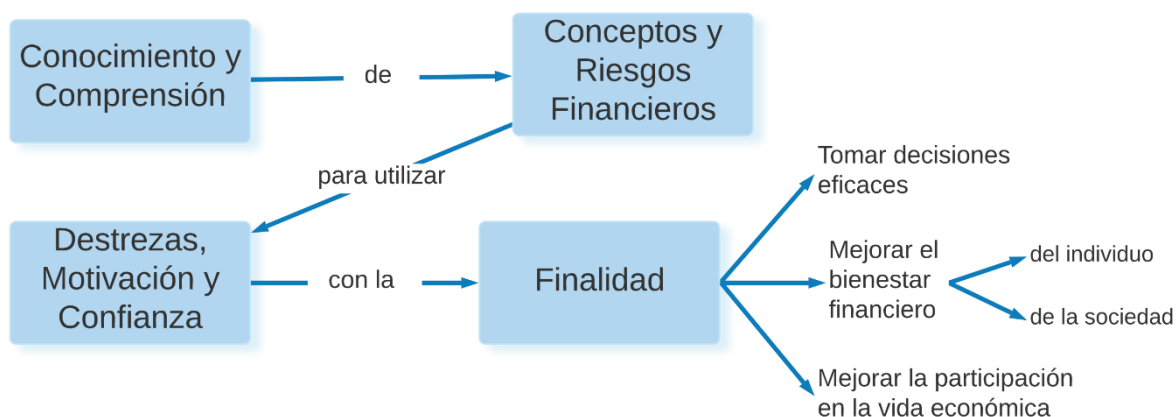 Conocimiento y
Comprensión
de
Conceptos y
Riesgos
Financieros
para utilizar
Destrezas,
Motivación y
Confianza
con la
Finalidad
Tomar decisiones
eficaces
Mejorar el
bienestar
financiero
del individuo
de la sociedad
Mejorar la participación
en la vida económica